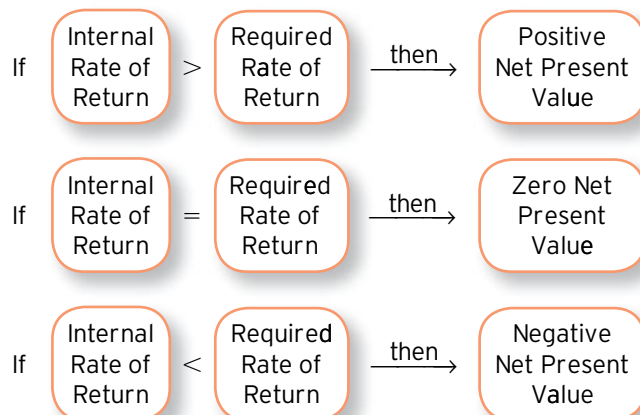 If
Internal
Rate of
Return
>
Required
Rate of
Return
then
Positive
Net Present
Value
If
Internal
Rate of
Return
=
Required
Rate of
Return
then
Zero Net
Present
Value
If
Internal
Rate of
Return
<
Required
Rate of
Return
then
Negative
Net Present
Value